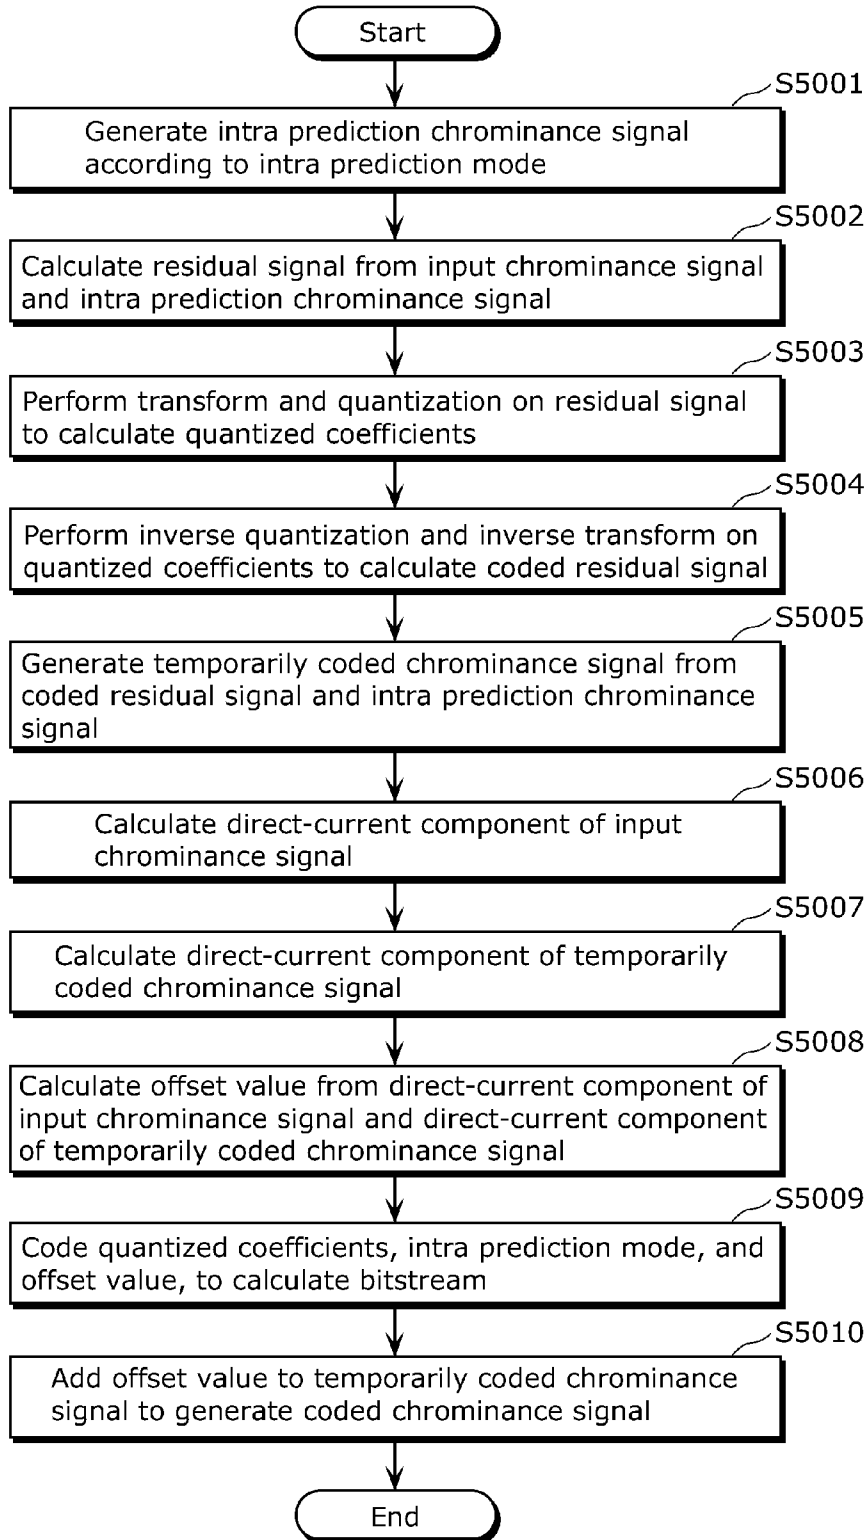 Start
S5001
Generate intra prediction chrominance signal
according to intra prediction mode
S5002
Calculate residual signal from input chrominance signal
and intra prediction chrominance signal
S5003
Perform transform and quantization on residual signal
to calculate quantized coefficients
S5004
Perform inverse quantization and inverse transform on
quantized coefficients to calculate coded residual signal
S5005
Generate temporarily coded chrominance signal from
coded residual signal and intra prediction chrominance
signal
S5006
Calculate direct-current component of input
chrominance signal
S5007
Calculate direct-current component of temporarily
coded chrominance signal
S5008
Calculate offset value from direct-current component of
input chrominance signal and direct-current component
of temporarily coded chrominance signal
S5009
Code quantized coefficients, intra prediction mode, and
offset value, to calculate bitstream
S5010
Add offset value to temporarily coded chrominance
signal to generate coded chrominance signal
End